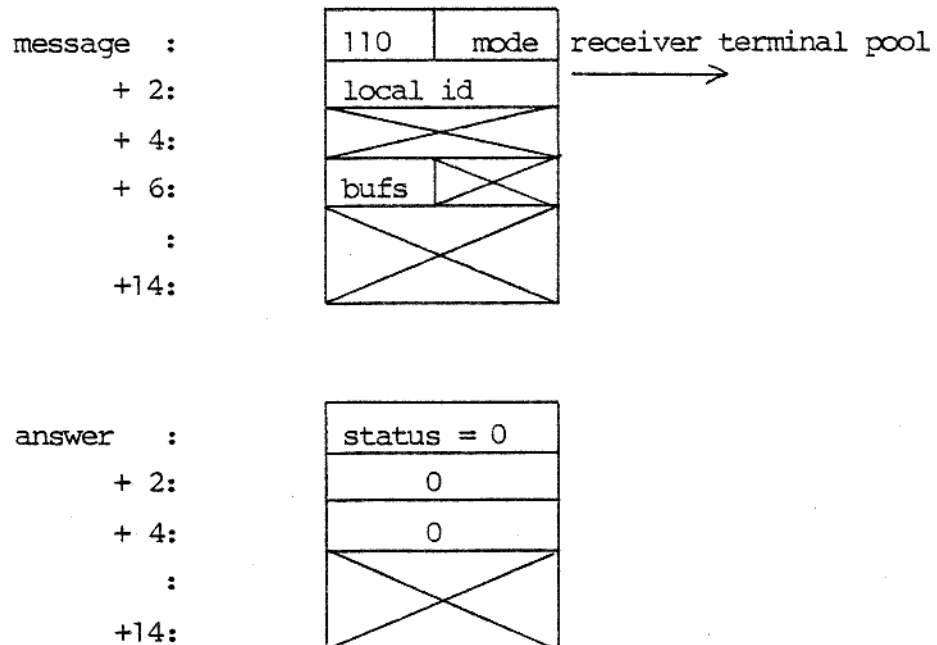 message : 110 mode receiver terminal pool
+ 2: local id
+ 4:
+ 6: bufs
:
+14:
answer : status = 0
+ 2: 0
+ 4: 0
:
+14: